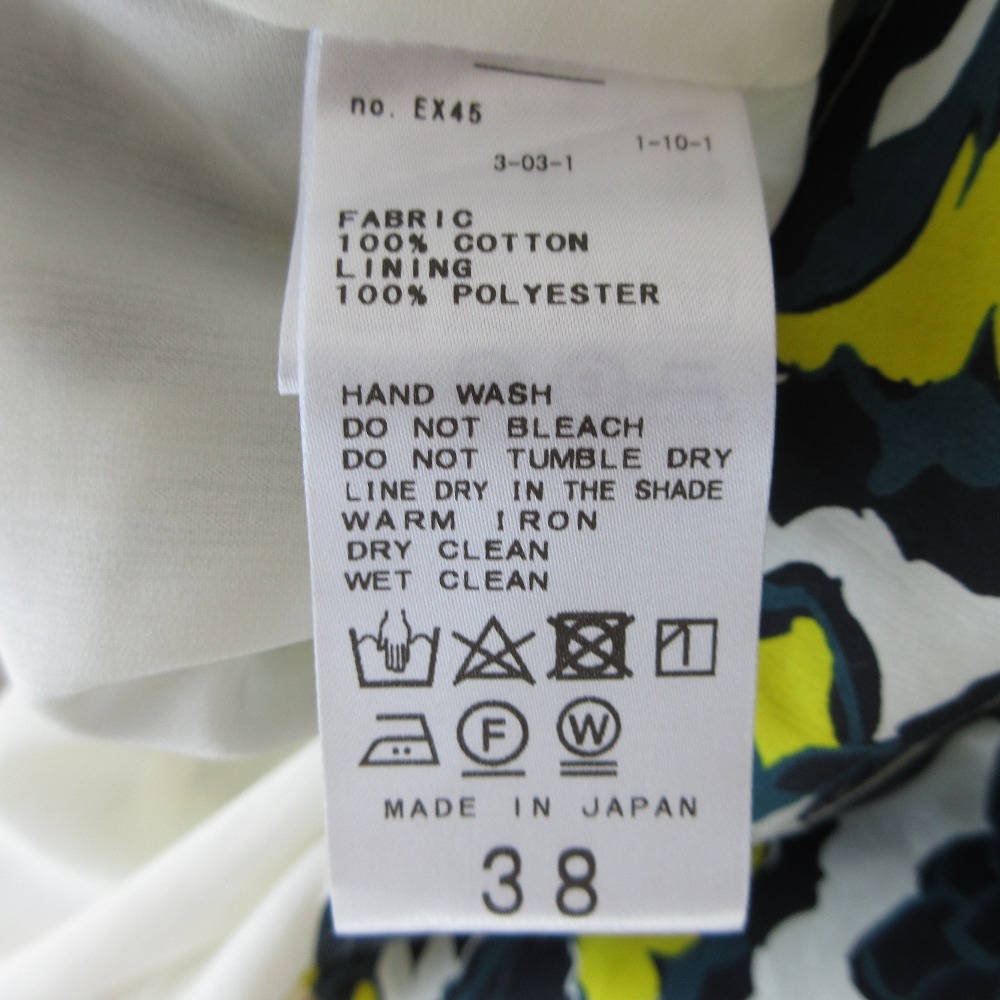 no. EX45
1-10-1
3-03-1
FABRIC
100% COTTON
LINING
100% POLYESTER
HAND WASH
DO NOT BLEACH
DO NOT TUMBLE DRY
LINE DRY IN THE SHADE
WARM IRON
DRY CLEAN
WET CLEAN
F W
MADE IN JAPAN
38